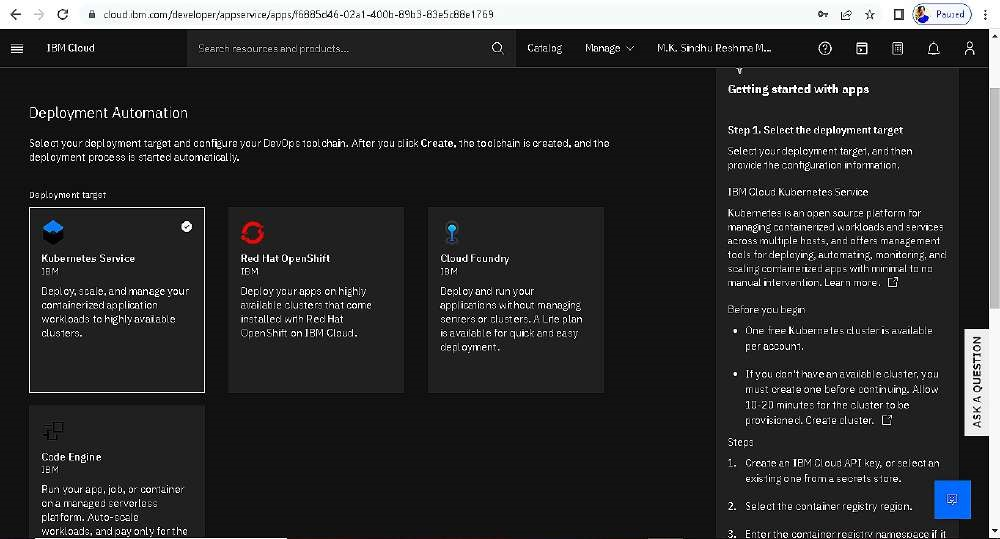 cloud.ibm.com/developer/appservice/apps/f6885d46-02a1-400b-89b3-83e5c88e1769
Paused
IBM Cloud
Search resources and products...
Catalog
Manage
M.K. Sindhu Reshma M...
Deployment Automation
Select your deployment target and configure your DevOps toolchain. After you click Create, the toolchain is created, and the
deployment process is started automatically.
Deployment target
Kubernetes Service
IBM
Deploy, scale, and manage your
containerized application
workloads to highly available
clusters.
Red Hat OpenShift
IBM
Deploy your apps on highly
available clusters that come
installed with Red Hat
OpenShift on IBM Cloud.
Cloud Foundry
IBM
Deploy and run your
applications without managing
servers or clusters. A Lite plan
is available for quick and easy
deployment.
Code Engine
IBM
Run your app, job, or container
on a managed serverless
platform. Auto-scale
workloads, and pay only for the
Getting started with apps
Step 1. Select the deployment target
Select your deployment target, and then
provide the configuration information.
IBM Cloud Kubernetes Service
Kubernetes is an open source platform for
managing containerized workloads and services
across multiple hosts, and offers management
tools for deploying, automating, monitoring, and
scaling containerized apps with minimal to no
manual intervention. Learn more.
Before you begin
• One free Kubernetes cluster is available
per account.
• If you don't have an available cluster, you
must create one before continuing. Allow
10-20 minutes for the cluster to be
provisioned. Create cluster.
Steps
1. Create an IBM Cloud API key, or select an
existing one from a secrets store.
2. Select the container registry region.
3. Enter the container registry namespace if it
ASK A QUESTION